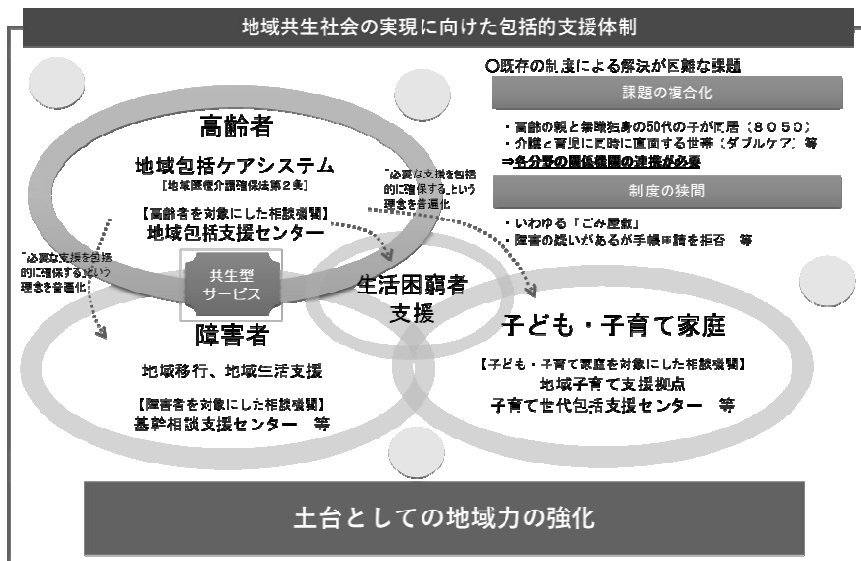 地域共生社会の実現に向けた包括的支援体制
〇既存の制度による解決が困難な課題
課題の複合化
・高齢の親と無職独身の50代の子が同居(8050)
・介護と育児に同時に直面する世帯(ダブルケア)等
⇒各分野の関係機関の連携が必要
制度の狭間
・いわゆる「ごみ屋敷」
・障害の疑いがあるが手帳申請を拒否 等
高齢者
地域包括ケアシステム
[地域医療介護確保法第2条]
【高齢者を対象にした相談機関】
地域包括支援センター
"必要な支援を包括
的に確保する"という
理念を普遍化
"必要な支援を包括
的に確保する"という
理念を普遍化
共生型
サービス
生活困窮者
支援
障害者
地域移行、地域生活支援
【障害者を対象にした相談機関】
基幹相談支援センター 等
子ども・子育て家庭
【子ども・子育て家庭を対象にした相談機関】
地域子育て支援拠点
子育て世代包括支援センター 等
土台としての地域力の強化